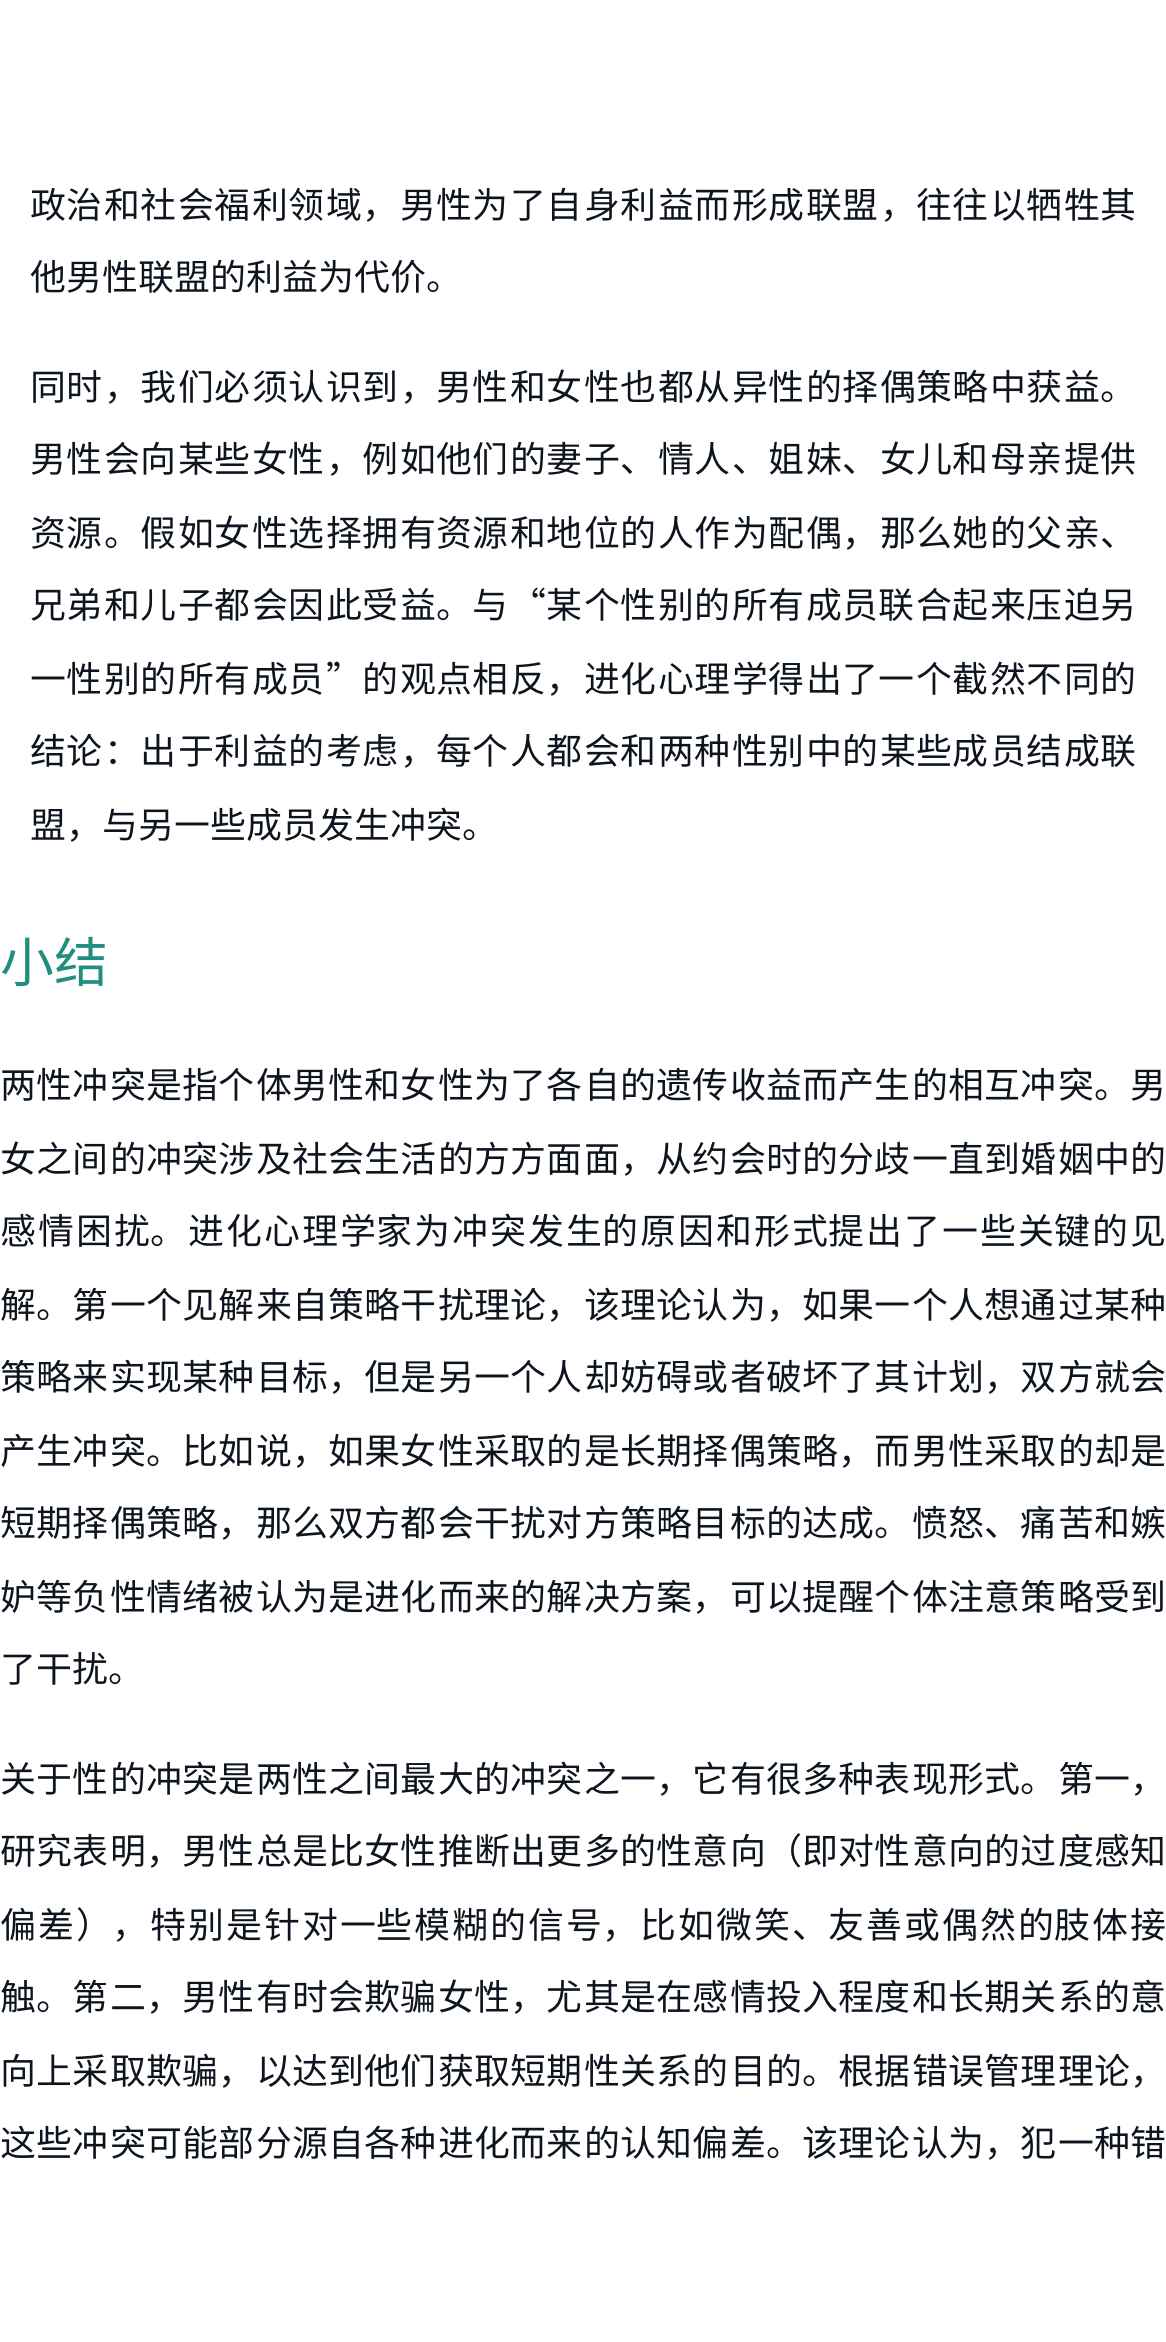 政治和社会福利领域，男性为了自身利益而形成联盟，往往以牺牲其
他男性联盟的利益为代价。
同时，我们必须认识到，男性和女性也都从异性的择偶策略中获益。
男性会向某些女性，例如他们的妻子、情人、姐妹、女儿和母亲提供
资源。假如女性选择拥有资源和地位的人作为配偶，那么她的父亲、
兄弟和儿子都会因此受益。与“某个性别的所有成员联合起来压迫另
一性别的所有成员”的观点相反，进化心理学得出了一个截然不同的
结论：出于利益的考虑，每个人都会和两种性别中的某些成员结成联
盟，与另一些成员发生冲突。
小结
两性冲突是指个体男性和女性为了各自的遗传收益而产生的相互冲突。男
女之间的冲突涉及社会生活的方方面面，从约会时的分歧一直到婚姻中的
感情困扰。进化心理学家为冲突发生的原因和形式提出了一些关键的见
解。第一个见解来自策略干扰理论，该理论认为，如果一个人想通过某种
策略来实现某种目标，但是另一个人却妨碍或者破坏了其计划，双方就会
产生冲突。比如说，如果女性采取的是长期择偶策略，而男性采取的却是
短期择偶策略，那么双方都会干扰对方策略目标的达成。愤怒、痛苦和嫉
妒等负性情绪被认为是进化而来的解决方案，可以提醒个体注意策略受到
了干扰。
关于性的冲突是两性之间最大的冲突之一，它有很多种表现形式。第一，
研究表明，男性总是比女性推断出更多的性意向（即对性意向的过度感知
偏差），特别是针对一些模糊的信号，比如微笑、友善或偶然的肢体接
触。第二，男性有时会欺骗女性，尤其是在感情投入程度和长期关系的意
向上采取欺骗，以达到他们获取短期性关系的目的。根据错误管理理论，
这些冲突可能部分源自各种进化而来的认知偏差。该理论认为，犯一种错